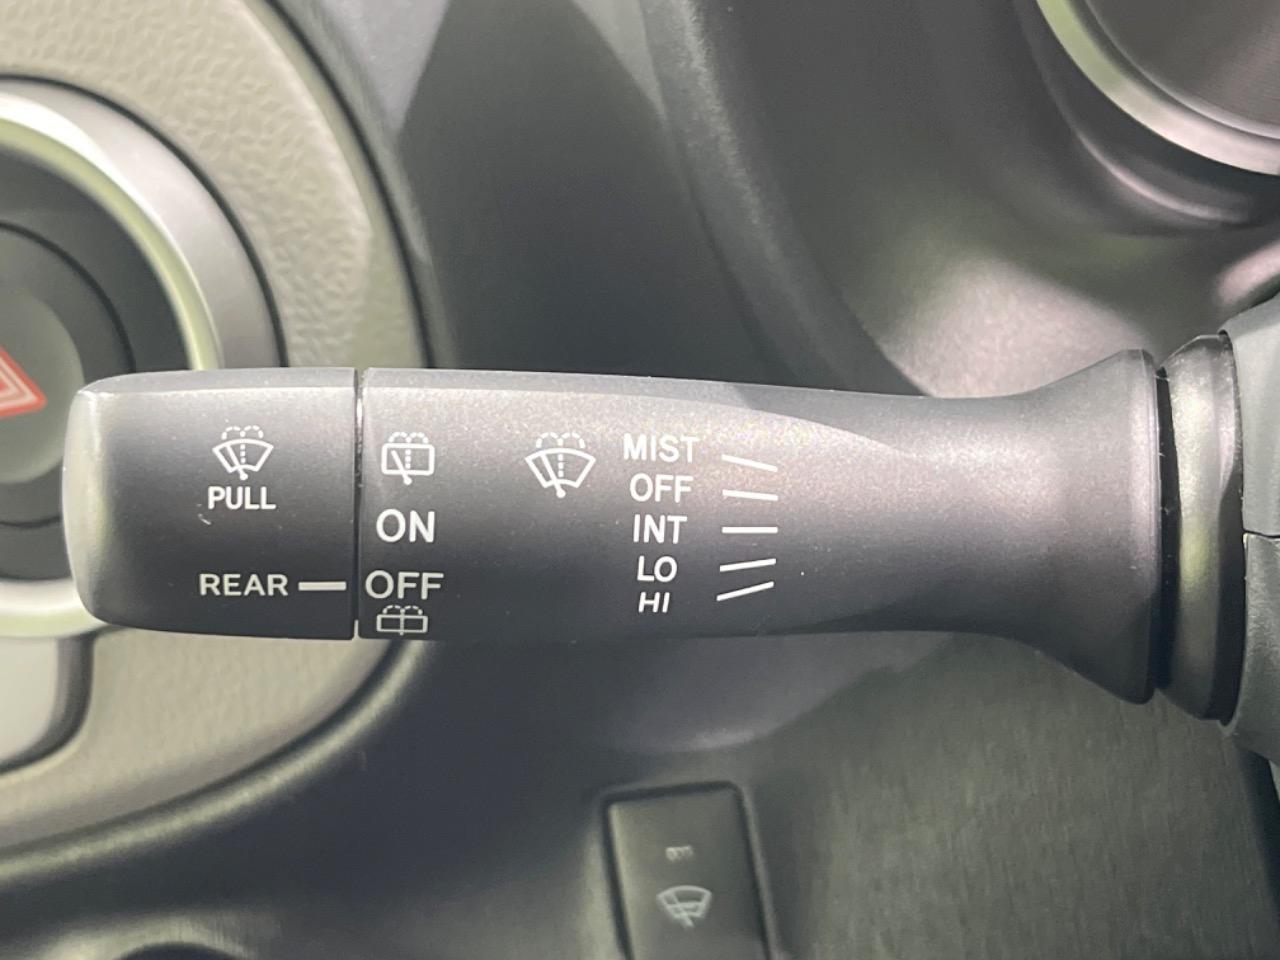 PULL
REAR
ON
OFF
MIST
OFF
INT
LO
HI